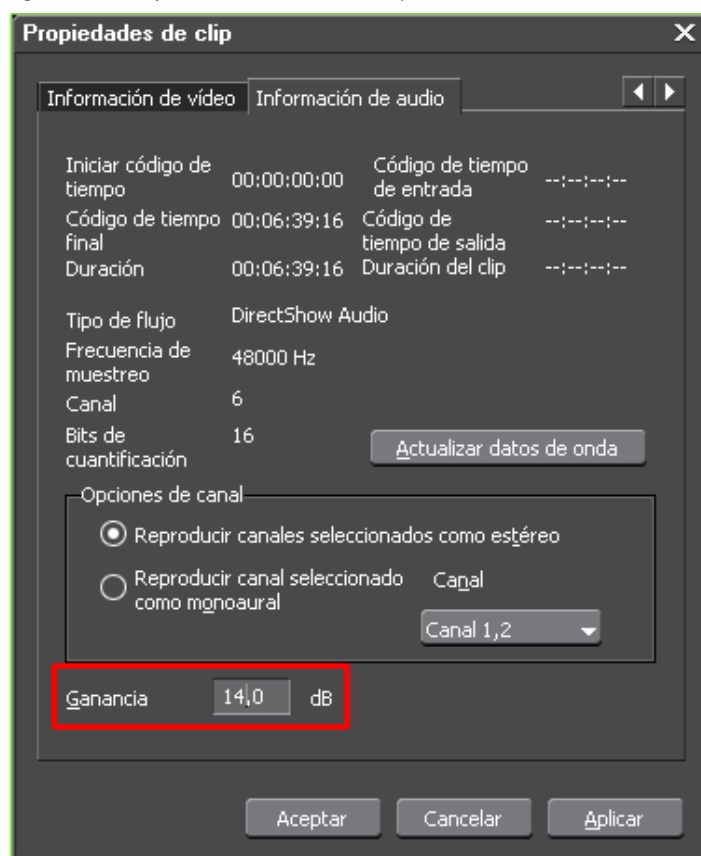 Propiedades de clip
Información de vídeo Información de audio
Iniciar código de tiempo 00:00:00:00 Código de tiempo de entrada --:--:--:--
Código de tiempo final 00:06:39:16 Código de tiempo de salida --:--:--:--
Duración 00:06:39:16 Duración del clip --:--:--:--
Tipo de flujo DirectShow Audio
Frecuencia de muestreo 48000 Hz
Canal 6
Bits de cuantificación 16 Actualizar datos de onda
Opciones de canal
Reproducir canales seleccionados como estéreo
Reproducir canal seleccionado como monoaural Canal
Canal 1,2
Ganancia 14,0 dB
Aceptar Cancelar Aplicar